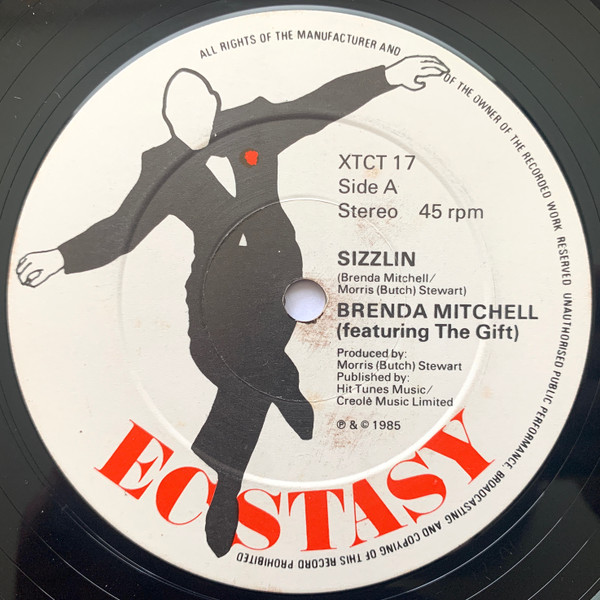 ALL RIGHTS OF THE MANUFACTURER AND OF THE OWNER OF THE RECORDED WORK RESERVED UNAUTHORISED PUBLIC PERFORMANCE, BROADCASTING AND COPYING OF THIS RECORD PROHIBITED
XTCT 17
Side A
Stereo 45 rpm
SIZZLIN
(Brenda Mitchell/
Morris (Butch) Stewart)
BRENDA MITCHELL
(featuring The Gift)
Produced by:
Morris (Butch) Stewart
Published by:
Hit Tunes Music/
Creolé Music Limited
℗ & © 1985
ECSTASY